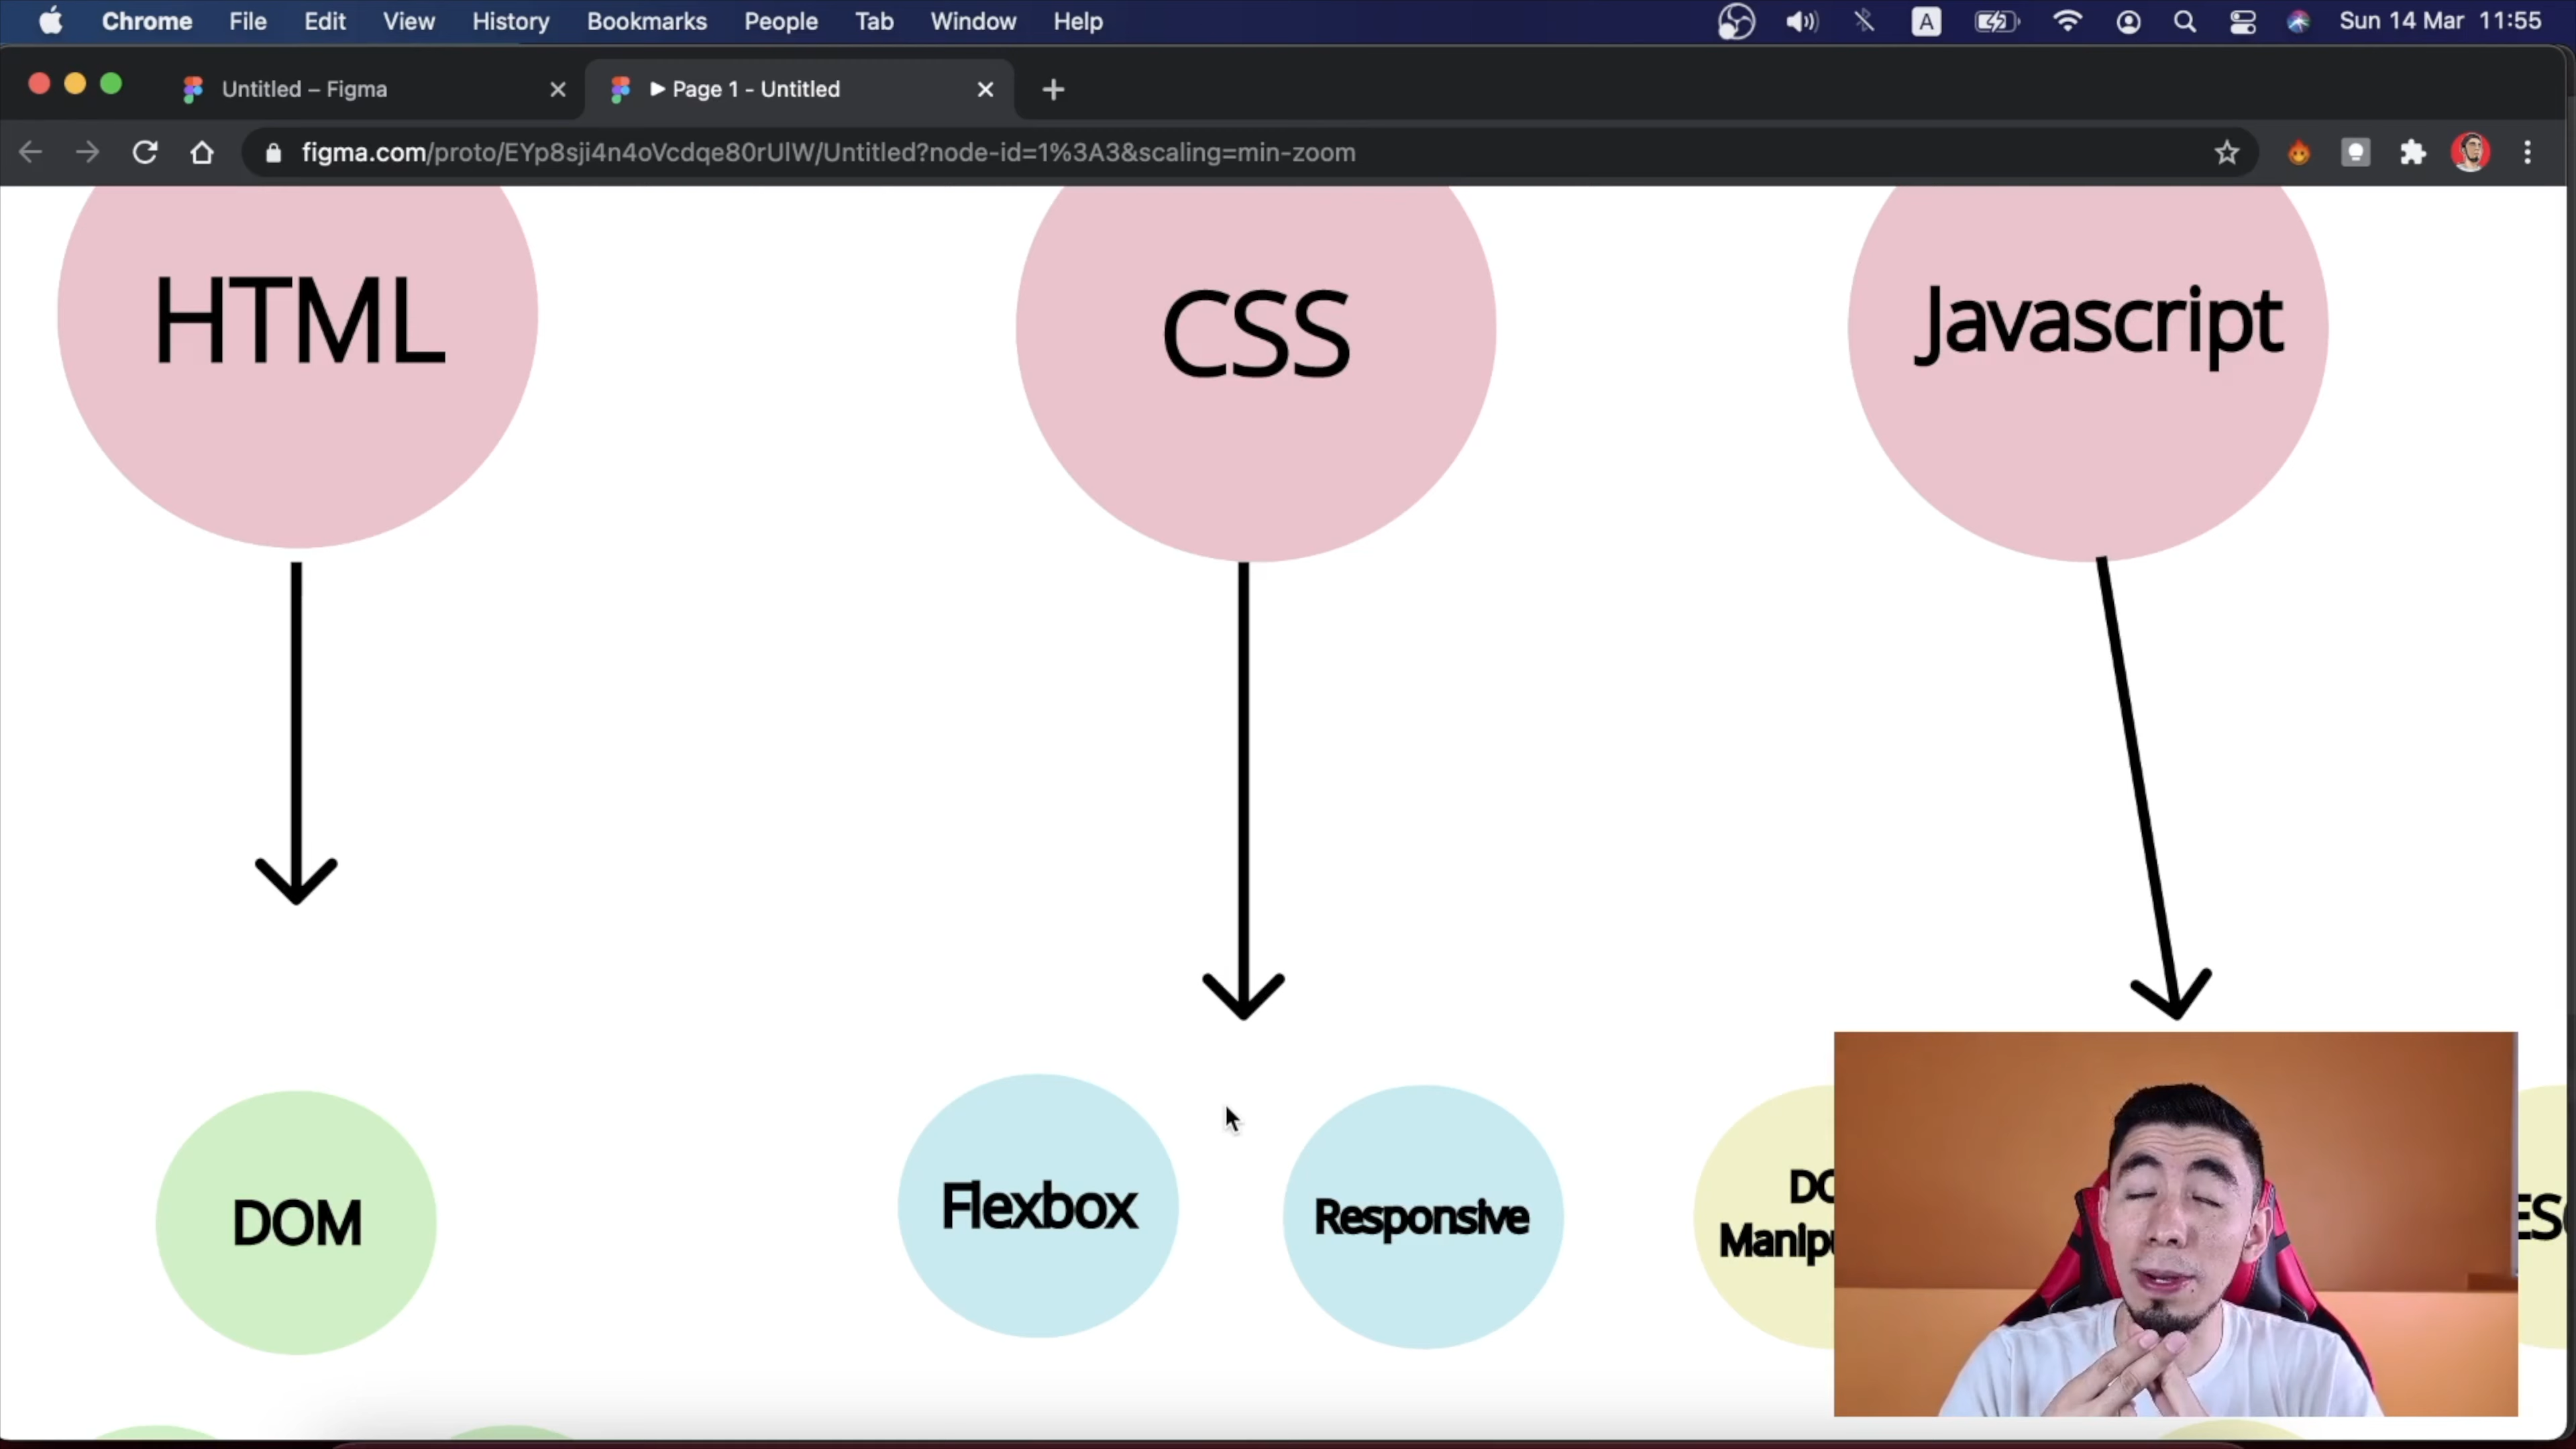 Chrome File Edit View History Bookmarks People Tab Window Help A Sun 14 Mar 11:55
Untitled – Figma
Page 1 - Untitled
figma.com/proto/EYp8sji4n4oVcdqe80rUIW/Untitled?node-id=1%3A3&scaling=min-zoom
HTML
CSS
Javascript
DOM
Flexbox
Responsive